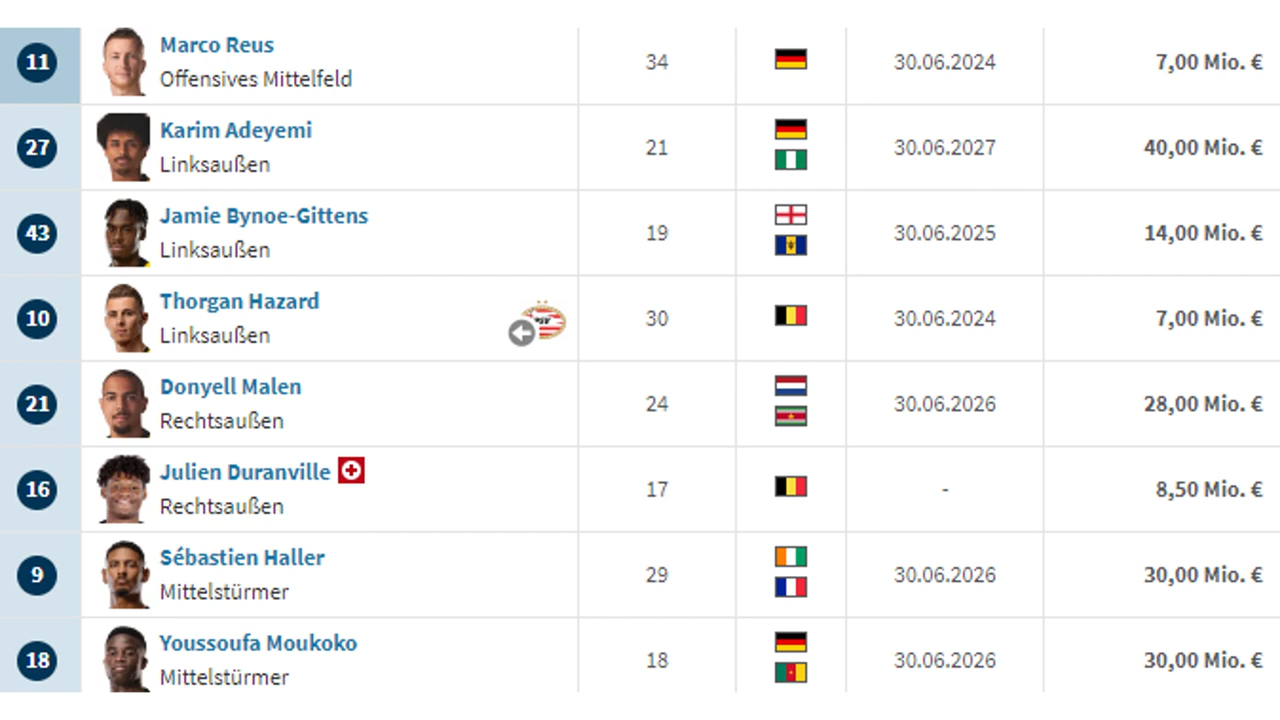 11 Marco Reus 34 30.06.2024 7,00 Mio. €
Offensives Mittelfeld
27 Karim Adeyemi 21 30.06.2027 40,00 Mio. €
Linksaußen
43 Jamie Bynoe-Gittens 19 30.06.2025 14,00 Mio. €
Linksaußen
10 Thorgan Hazard PSV 30 30.06.2024 7,00 Mio. €
Linksaußen
21 Donyell Malen 24 30.06.2026 28,00 Mio. €
Rechtsaußen
16 Julien Duranville 17 - 8,50 Mio. €
Rechtsaußen
9 Sébastien Haller 29 30.06.2026 30,00 Mio. €
Mittelstürmer
18 Youssoufa Moukoko 18 30.06.2026 30,00 Mio. €
Mittelstürmer